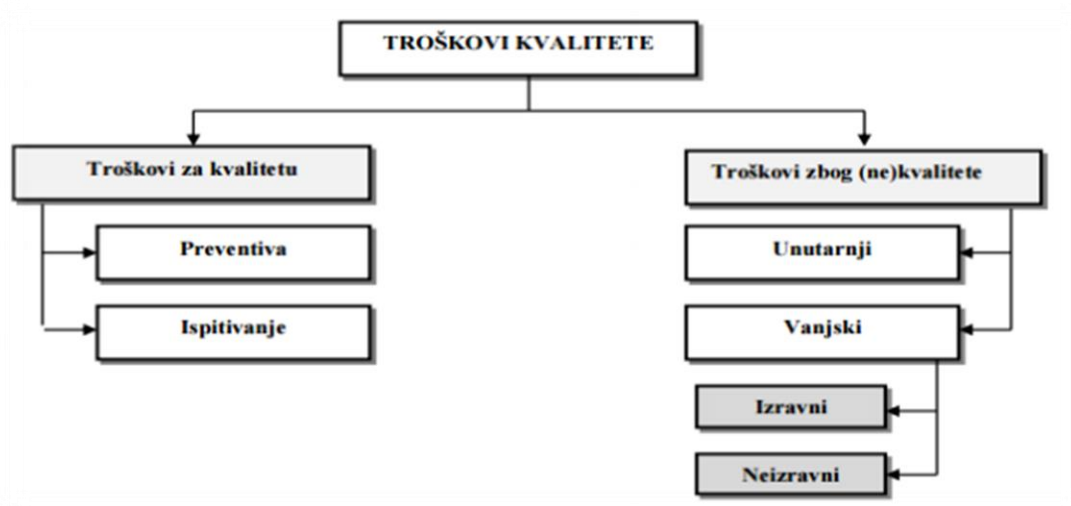 TROŠKOVI KVALITETE
Troškovi za kvalitetu
Preventiva
Ispitivanje
Troškovi zbog (ne)kvalitete
Unutarnji
Vanjski
Izravni
Neizravni